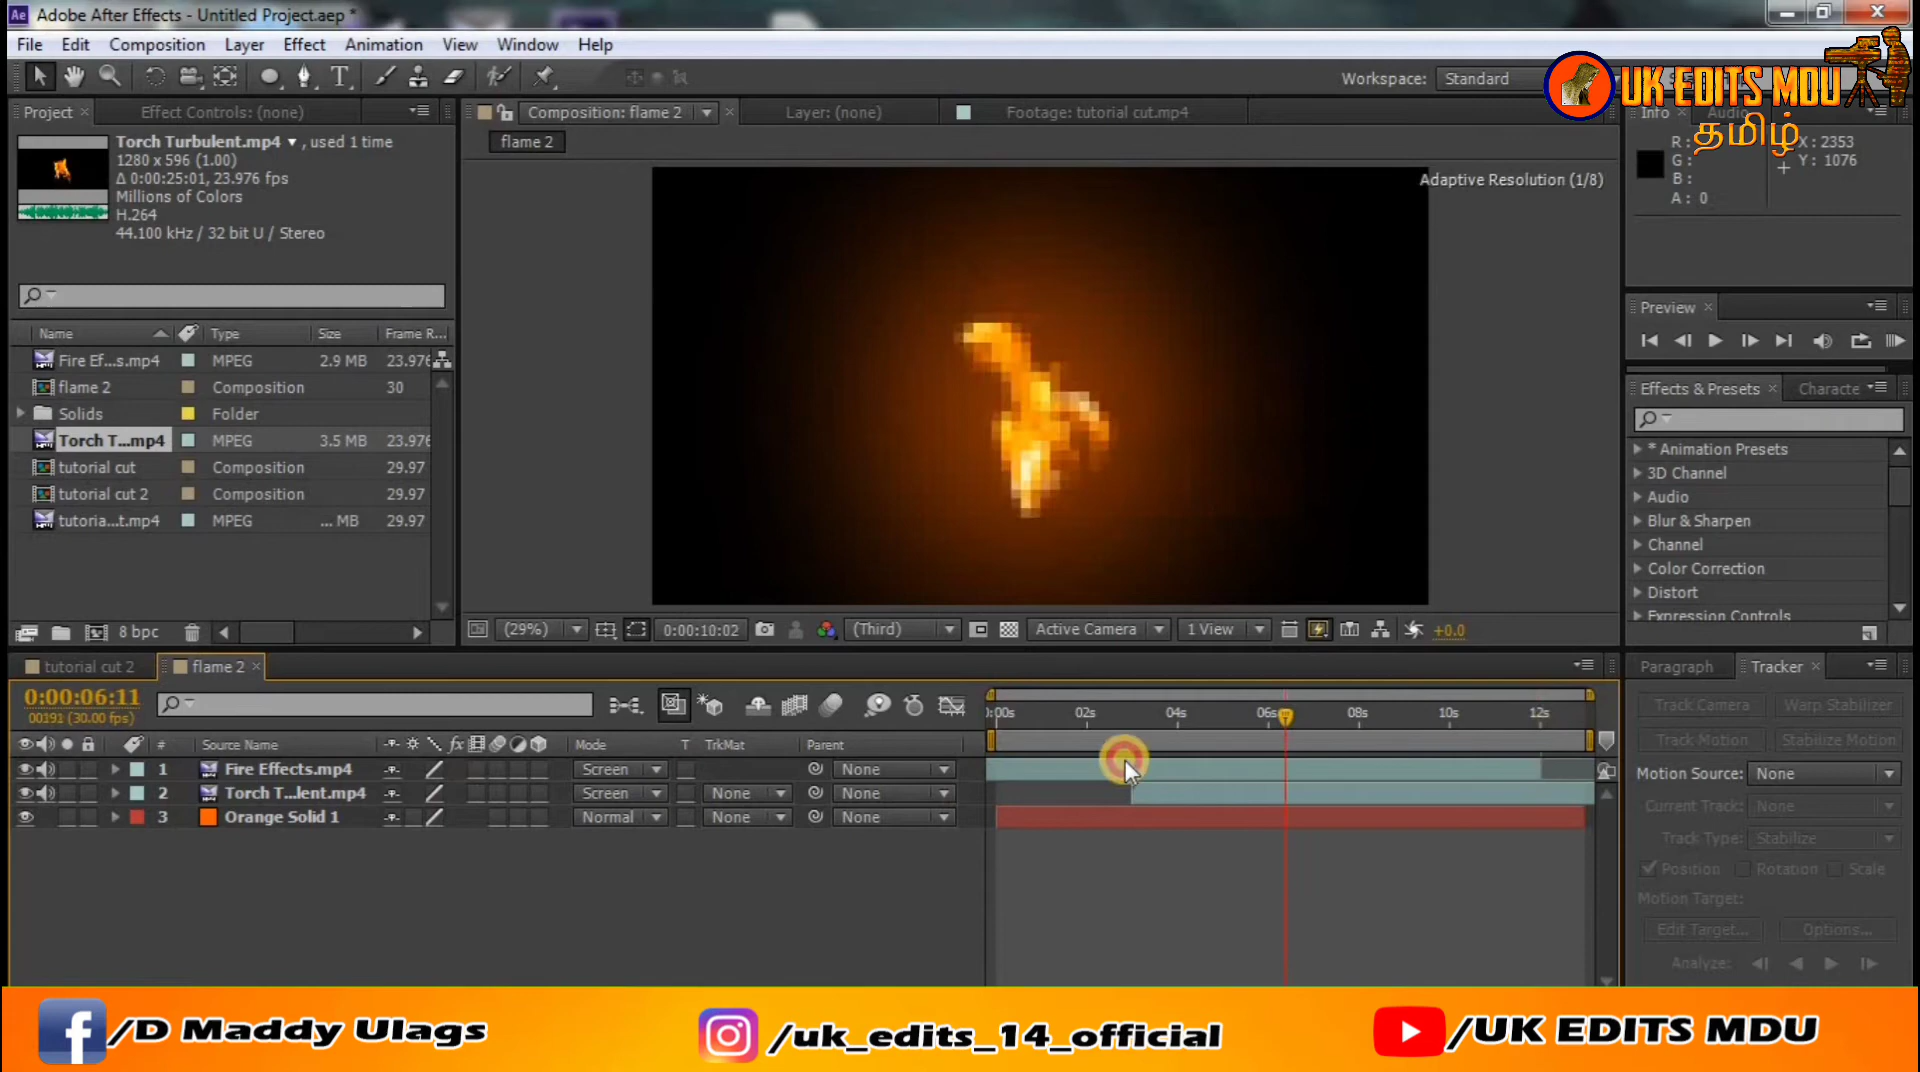 Adobe After Effects - Untitled Project.aep *
File Edit Composition Layer Effect Animation View Window Help
Workspace: Standard
UK EDITS MDU
தமிழ்
Project Effect Controls: (none)
Torch Turbulent.mp4 , used 1 time
1280 x 596 (1.00)
Δ 0:00:25:01, 23.976 fps
Millions of Colors
H.264
44.100 kHz / 32 bit U / Stereo
Name Type Size Frame R...
Fire Ef...s.mp4 MPEG 2.9 MB 23.976
flame 2 Composition 30
Solids Folder
Torch T...mp4 MPEG 3.5 MB 23.976
tutorial cut Composition 29.97
tutorial cut 2 Composition 29.97
tutoria...t.mp4 MPEG ... MB 29.97
8 bpc
Composition: flame 2 Layer: (none) Footage: tutorial cut.mp4
flame 2
Adaptive Resolution (1/8)
(29%) 0:00:10:02 (Third) Active Camera 1 View +0.0
Info Audio
R: X: 2353
G: Y: 1076
B:
A: 0
Preview
Effects & Presets Characte
* Animation Presets
3D Channel
Audio
Blur & Sharpen
Channel
Color Correction
Distort
Expression Controls
tutorial cut 2 flame 2
0:00:06:11
00191 (30.00 fps)
:00s 02s 04s 06s 08s 10s 12s
# Source Name fx Mode T TrkMat Parent
1 Fire Effects.mp4 Screen None
2 Torch T...lent.mp4 Screen None None
3 Orange Solid 1 Normal None None
Paragraph Tracker
Track Camera Warp Stabilizer
Track Motion Stabilize Motion
Motion Source: None
Current Track: None
Track Type: Stabilize
Position Rotation Scale
Motion Target:
Edit Target... Options...
Analyze:
f /D Maddy Ulags
/uk_edits_14_official
/UK EDITS MDU